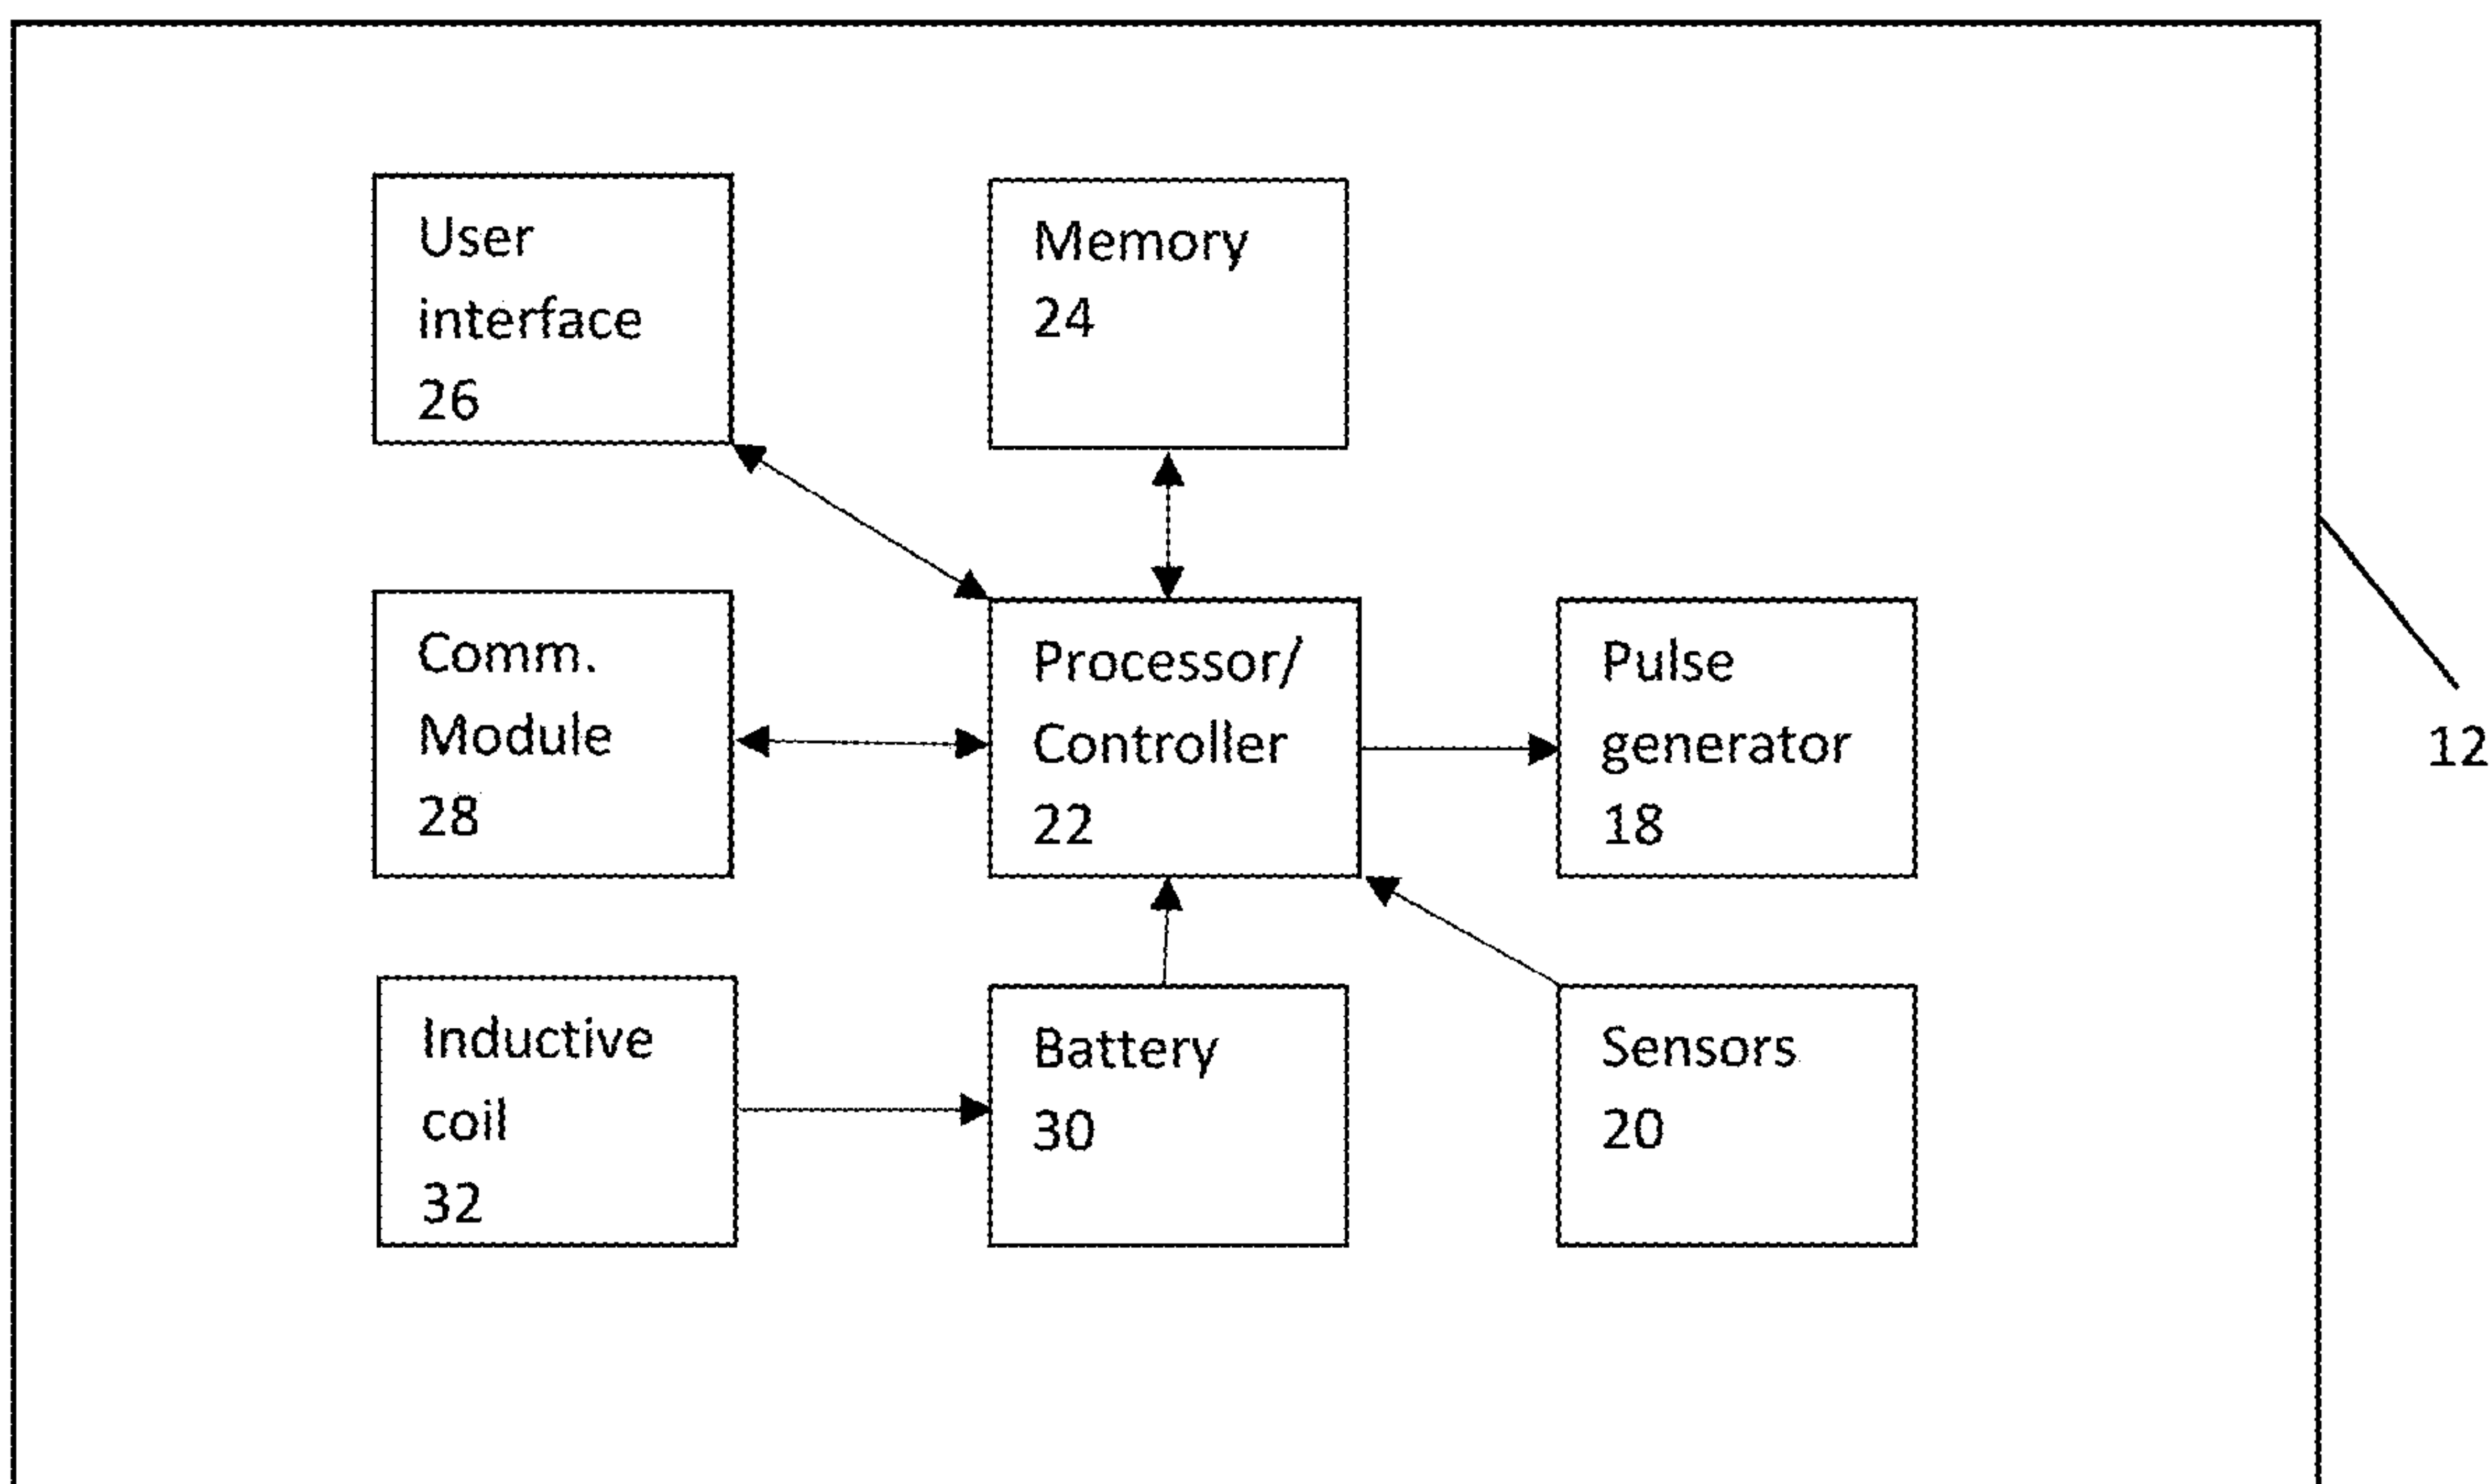 User
interface
26
Memory
24
Comm.
Module
28
Processor/
Controller
22
Pulse
generator
18
12
Inductive
coil
32
Battery
30
Sensors
20